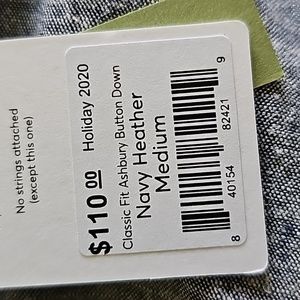 No strings attached
(except this one)
$110.00 Holiday 2020
Classic Fit Ashbury Button Down
Navy Heather
Medium
8 40154 82421 9